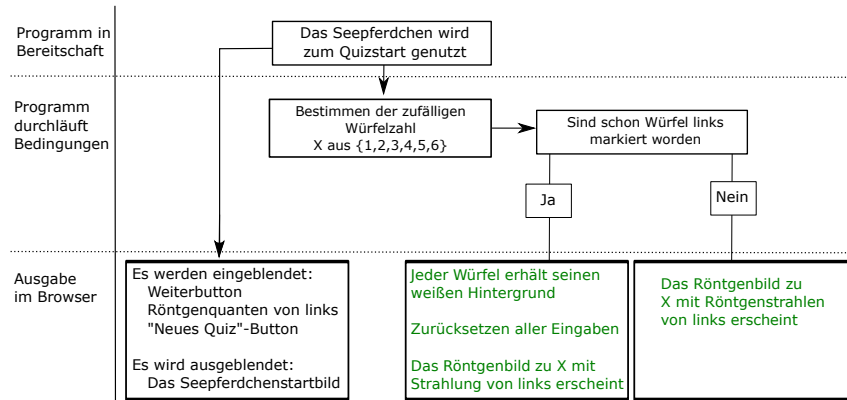 Programm in
Bereitschaft
Das Seepferdchen wird
zum Quizstart genutzt
Programm
durchläuft
Bedingungen
Bestimmen der zufälligen
Würfelzahl
X aus {1,2,3,4,5,6}
Sind schon Würfel links
markiert worden
Ja
Nein
Ausgabe
im Browser
Es werden eingeblendet:
Weiterbutton
Röntgenquanten von links
"Neues Quiz"-Button
Es wird ausgeblendet:
Das Seepferdchenstartbild
Jeder Würfel erhält seinen
weißen Hintergrund
Zurücksetzen aller Eingaben
Das Röntgenbild zu X mit
Strahlung von links erscheint
Das Röntgenbild zu
X mit Röntgenstrahlen
von links erscheint